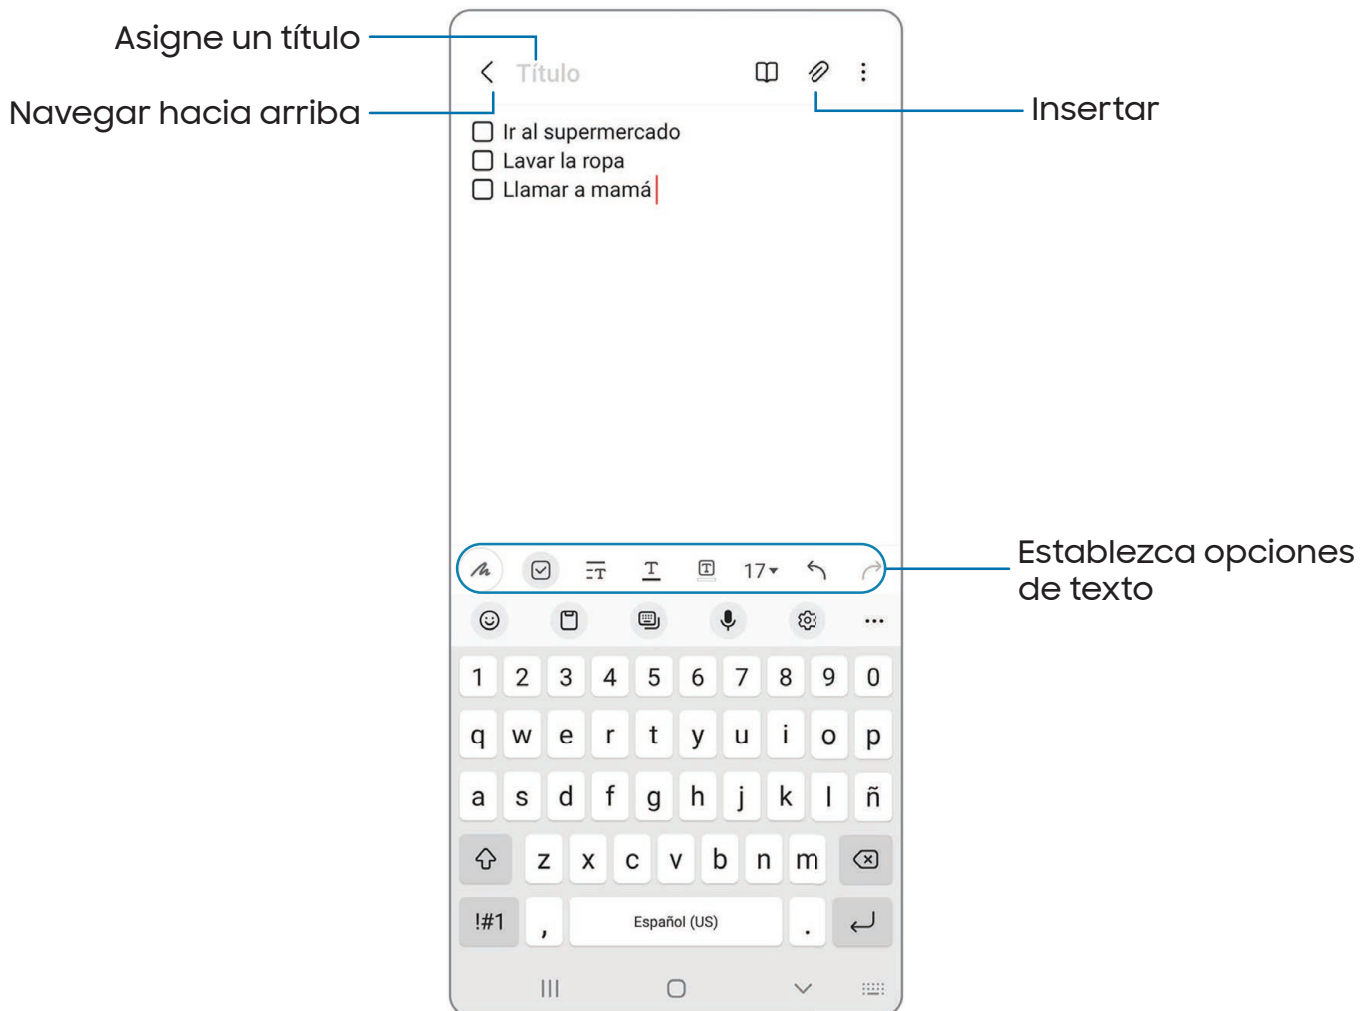 Asigne un título
Título
Navegar hacia arriba
Insertar
Ir al supermercado
Lavar la ropa
Llamar a mamá
Establezca opciones
de texto
T T T 17
1 2 3 4 5 6 7 8 9 0
q w e r t y u i o p
a s d f g h j k l ñ
z x c v b n m
!#1 , Español (US) .